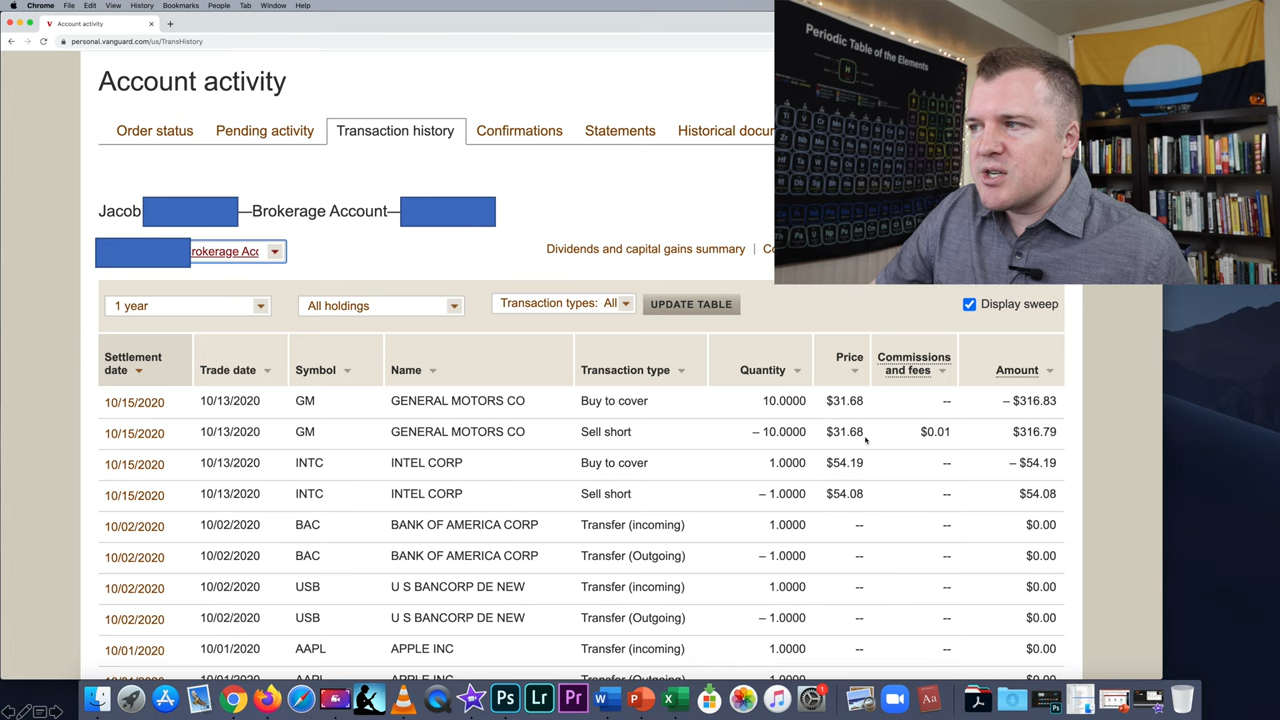 Chrome File Edit View History Bookmarks People Tab Window Help
Account activity
personal.vanguard.com/us/TransHistory
Periodic Table of the Elements
H
Account activity
Order status Pending activity Transaction history Confirmations Statements Historical docu
Jacob —Brokerage Account—
rokerage Acc
Dividends and capital gains summary | Co
1 year All holdings Transaction types: All UPDATE TABLE Display sweep
Settlement date Trade date Symbol Name Transaction type Quantity Price Commissions and fees Amount
10/15/2020 10/13/2020 GM GENERAL MOTORS CO Buy to cover 10.0000 $31.68 -- – $316.83
10/15/2020 10/13/2020 GM GENERAL MOTORS CO Sell short – 10.0000 $31.68 $0.01 $316.79
10/15/2020 10/13/2020 INTC INTEL CORP Buy to cover 1.0000 $54.19 -- – $54.19
10/15/2020 10/13/2020 INTC INTEL CORP Sell short – 1.0000 $54.08 -- $54.08
10/02/2020 10/02/2020 BAC BANK OF AMERICA CORP Transfer (incoming) 1.0000 -- -- $0.00
10/02/2020 10/02/2020 BAC BANK OF AMERICA CORP Transfer (Outgoing) – 1.0000 -- -- $0.00
10/02/2020 10/02/2020 USB U S BANCORP DE NEW Transfer (incoming) 1.0000 -- -- $0.00
10/02/2020 10/02/2020 USB U S BANCORP DE NEW Transfer (Outgoing) – 1.0000 -- -- $0.00
10/01/2020 10/01/2020 AAPL APPLE INC Transfer (incoming) 1.0000 -- -- $0.00
Ps Lr Pr W P X Aa
1